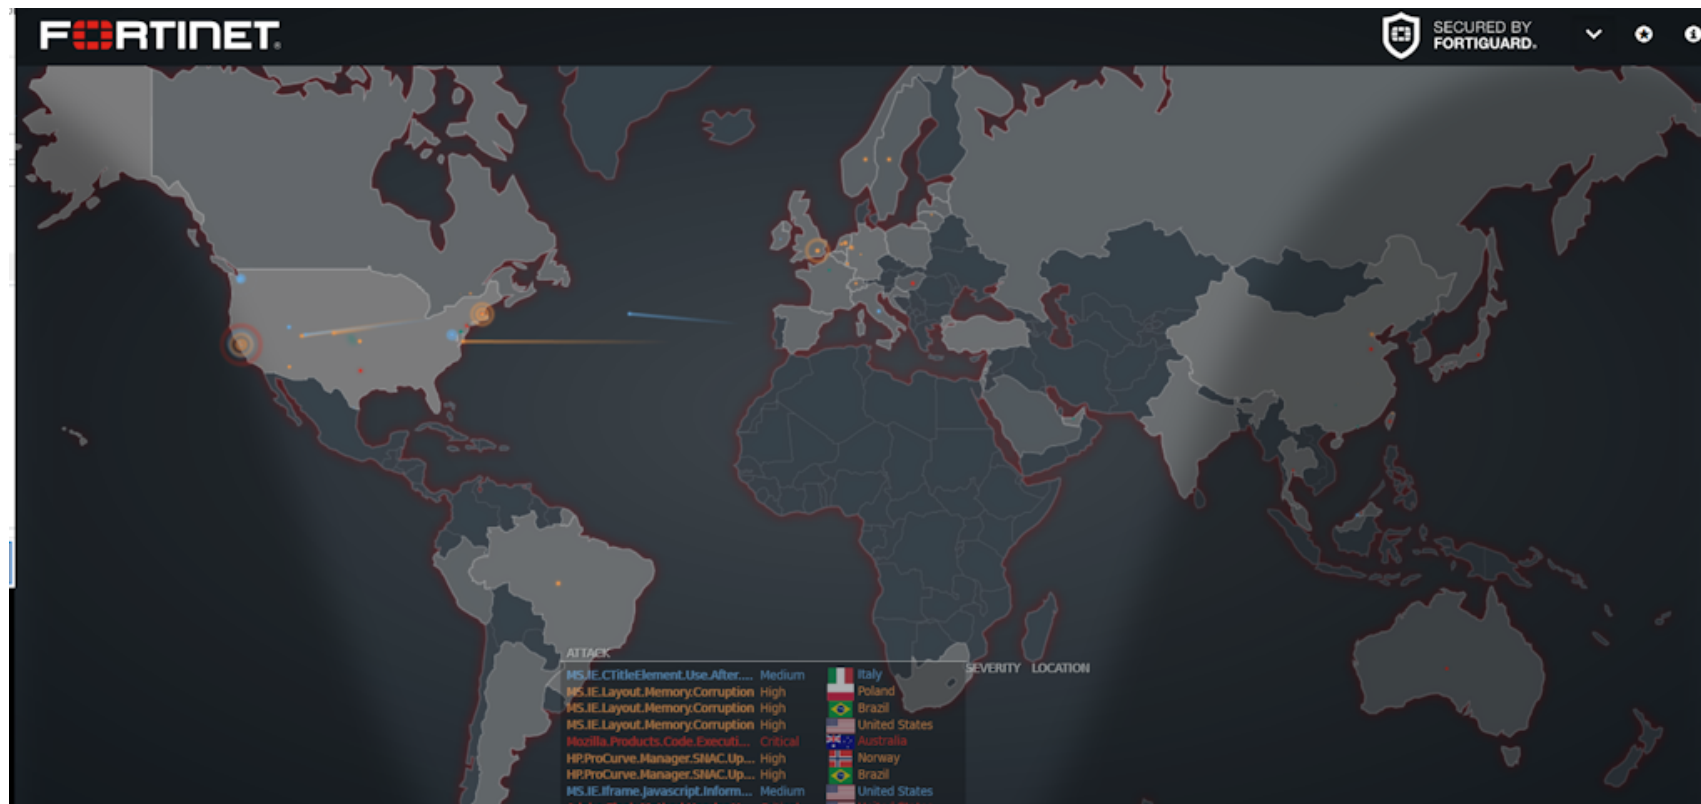 FORTINET
SECURED BY
FORTIGUARD
ATTACK
SEVERITY LOCATION
MS.IE.CTitleElement.Use.After.... Medium Italy
MS.IE.Layout.Memory.Corruption High Poland
MS.IE.Layout.Memory.Corruption High Brazil
MS.IE.Layout.Memory.Corruption High United States
Mozilla.Products.Code.Executi... Critical Australia
HP.ProCurve.Manager.SNAC.Up... High Norway
HP.ProCurve.Manager.SNAC.Up... High Brazil
MS.IE.Iframe.Javascript.Inform... Medium United States